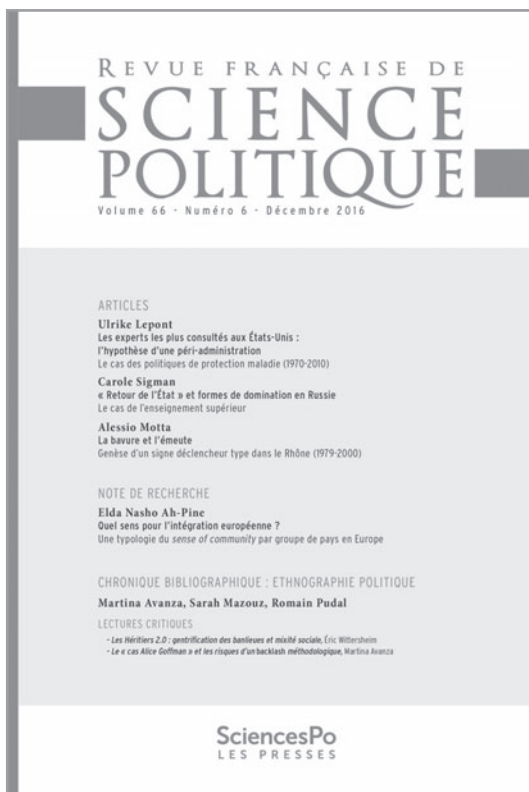 REVUE FRANÇAISE DE
SCIENCE
POLITIQUE
Volume 66 - Numéro 6 - Décembre 2016
ARTICLES
Ulrike Lepont
Les experts les plus consultés aux États-Unis :
l'hypothèse d'une péri-administration
Le cas des politiques de protection maladie (1970-2010)
Carole Sigman
« Retour de l'État » et formes de domination en Russie
Le cas de l'enseignement supérieur
Alessio Motta
La bavure et l'émeute
Genèse d'un signe déclencheur type dans le Rhône (1979-2000)
NOTE DE RECHERCHE
Elda Nasho Ah-Pine
Quel sens pour l'intégration européenne ?
Une typologie du sense of community par groupe de pays en Europe
CHRONIQUE BIBLIOGRAPHIQUE : ETHNOGRAPHIE POLITIQUE
Martina Avanza, Sarah Mazouz, Romain Pudal
LECTURES CRITIQUES
- Les Héritiers 2.0 : gentrification des banlieues et mixité sociale, Éric Wittersheim
- Le « cas Alice Goffman » et les risques d'un backlash méthodologique, Martina Avanza
SciencesPo
LES PRESSES